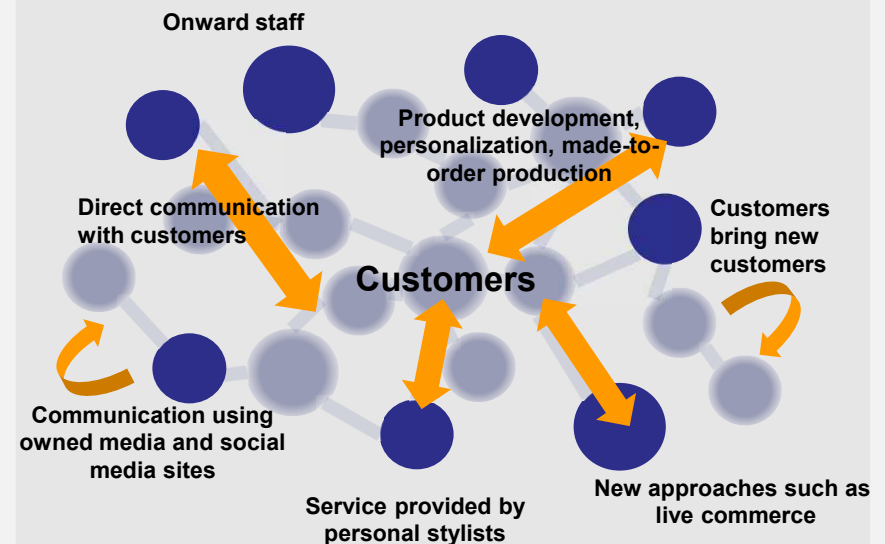 Onward staff
Product development,
personalization, made-to-
order production
Direct communication
with customers
Customers
bring new
customers
Customers
Communication using
owned media and social
media sites
Service provided by
personal stylists
New approaches such as
live commerce